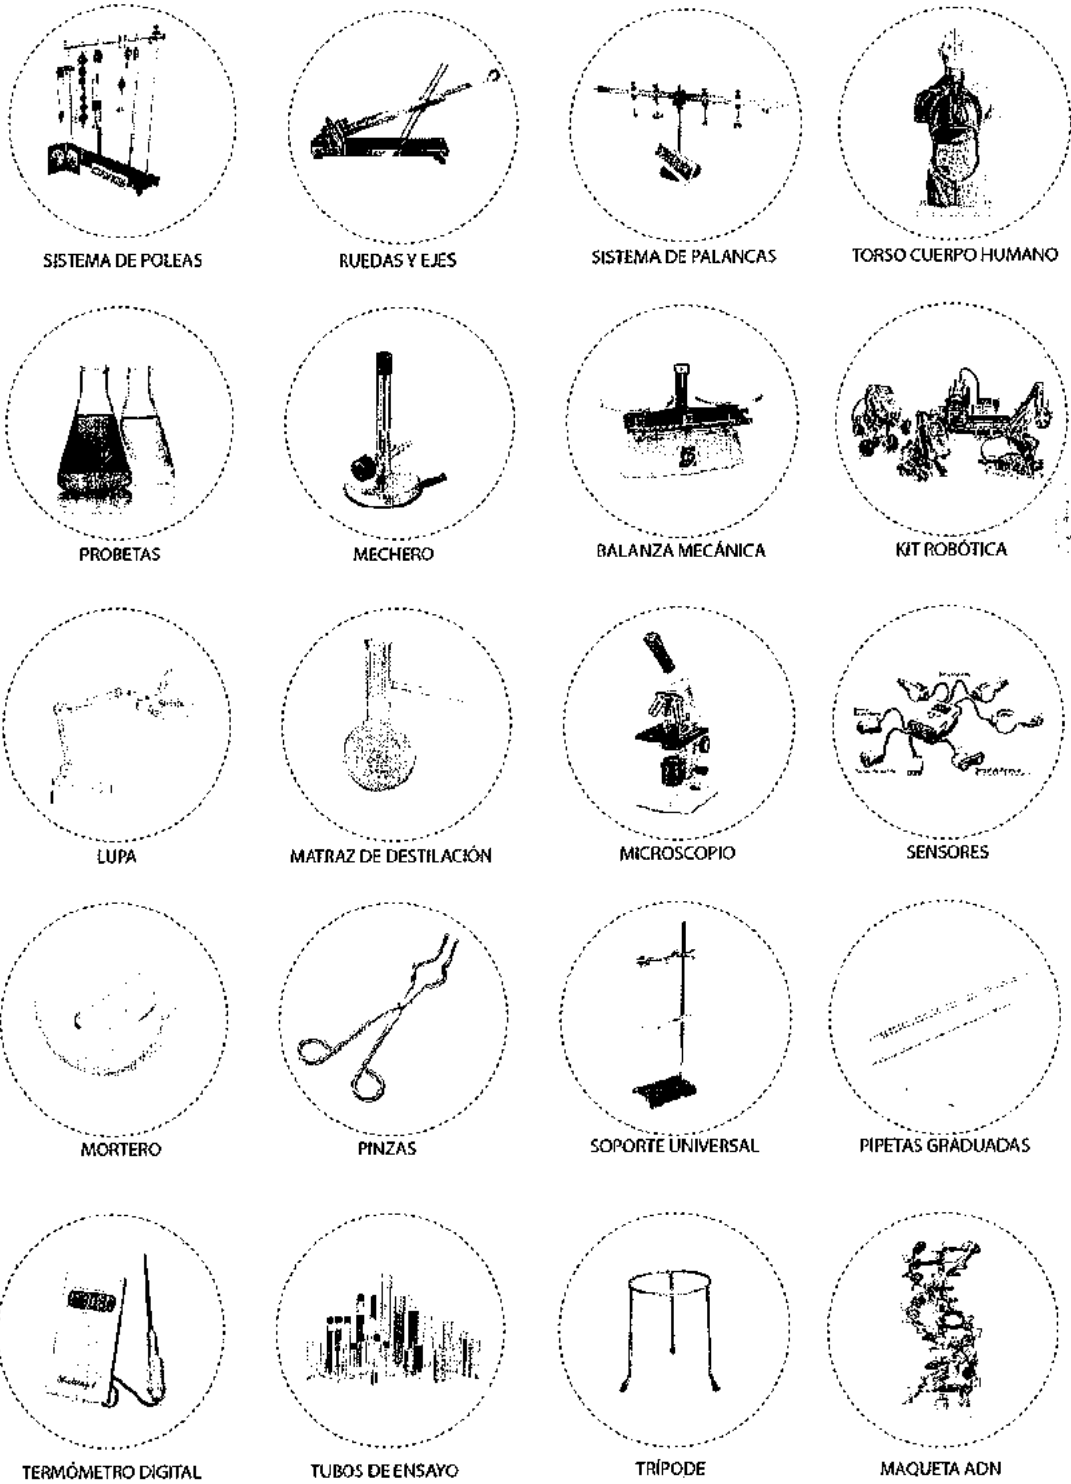 SISTEMA DE POLEAS
RUEDAS Y EJES
SISTEMA DE PALANCAS
TORSO CUERPO HUMANO
PROBETAS
MECHERO
BALANZA MECÁNICA
KIT ROBÓTICA
LUPA
MATRAZ DE DESTILACIÓN
MICROSCOPIO
SENSORES
MORTERO
PINZAS
SOPORTE UNIVERSAL
PIPETAS GRADUADAS
TERMÓMETRO DIGITAL
TUBOS DE ENSAYO
TRÍPODE
MAQUETA ADN